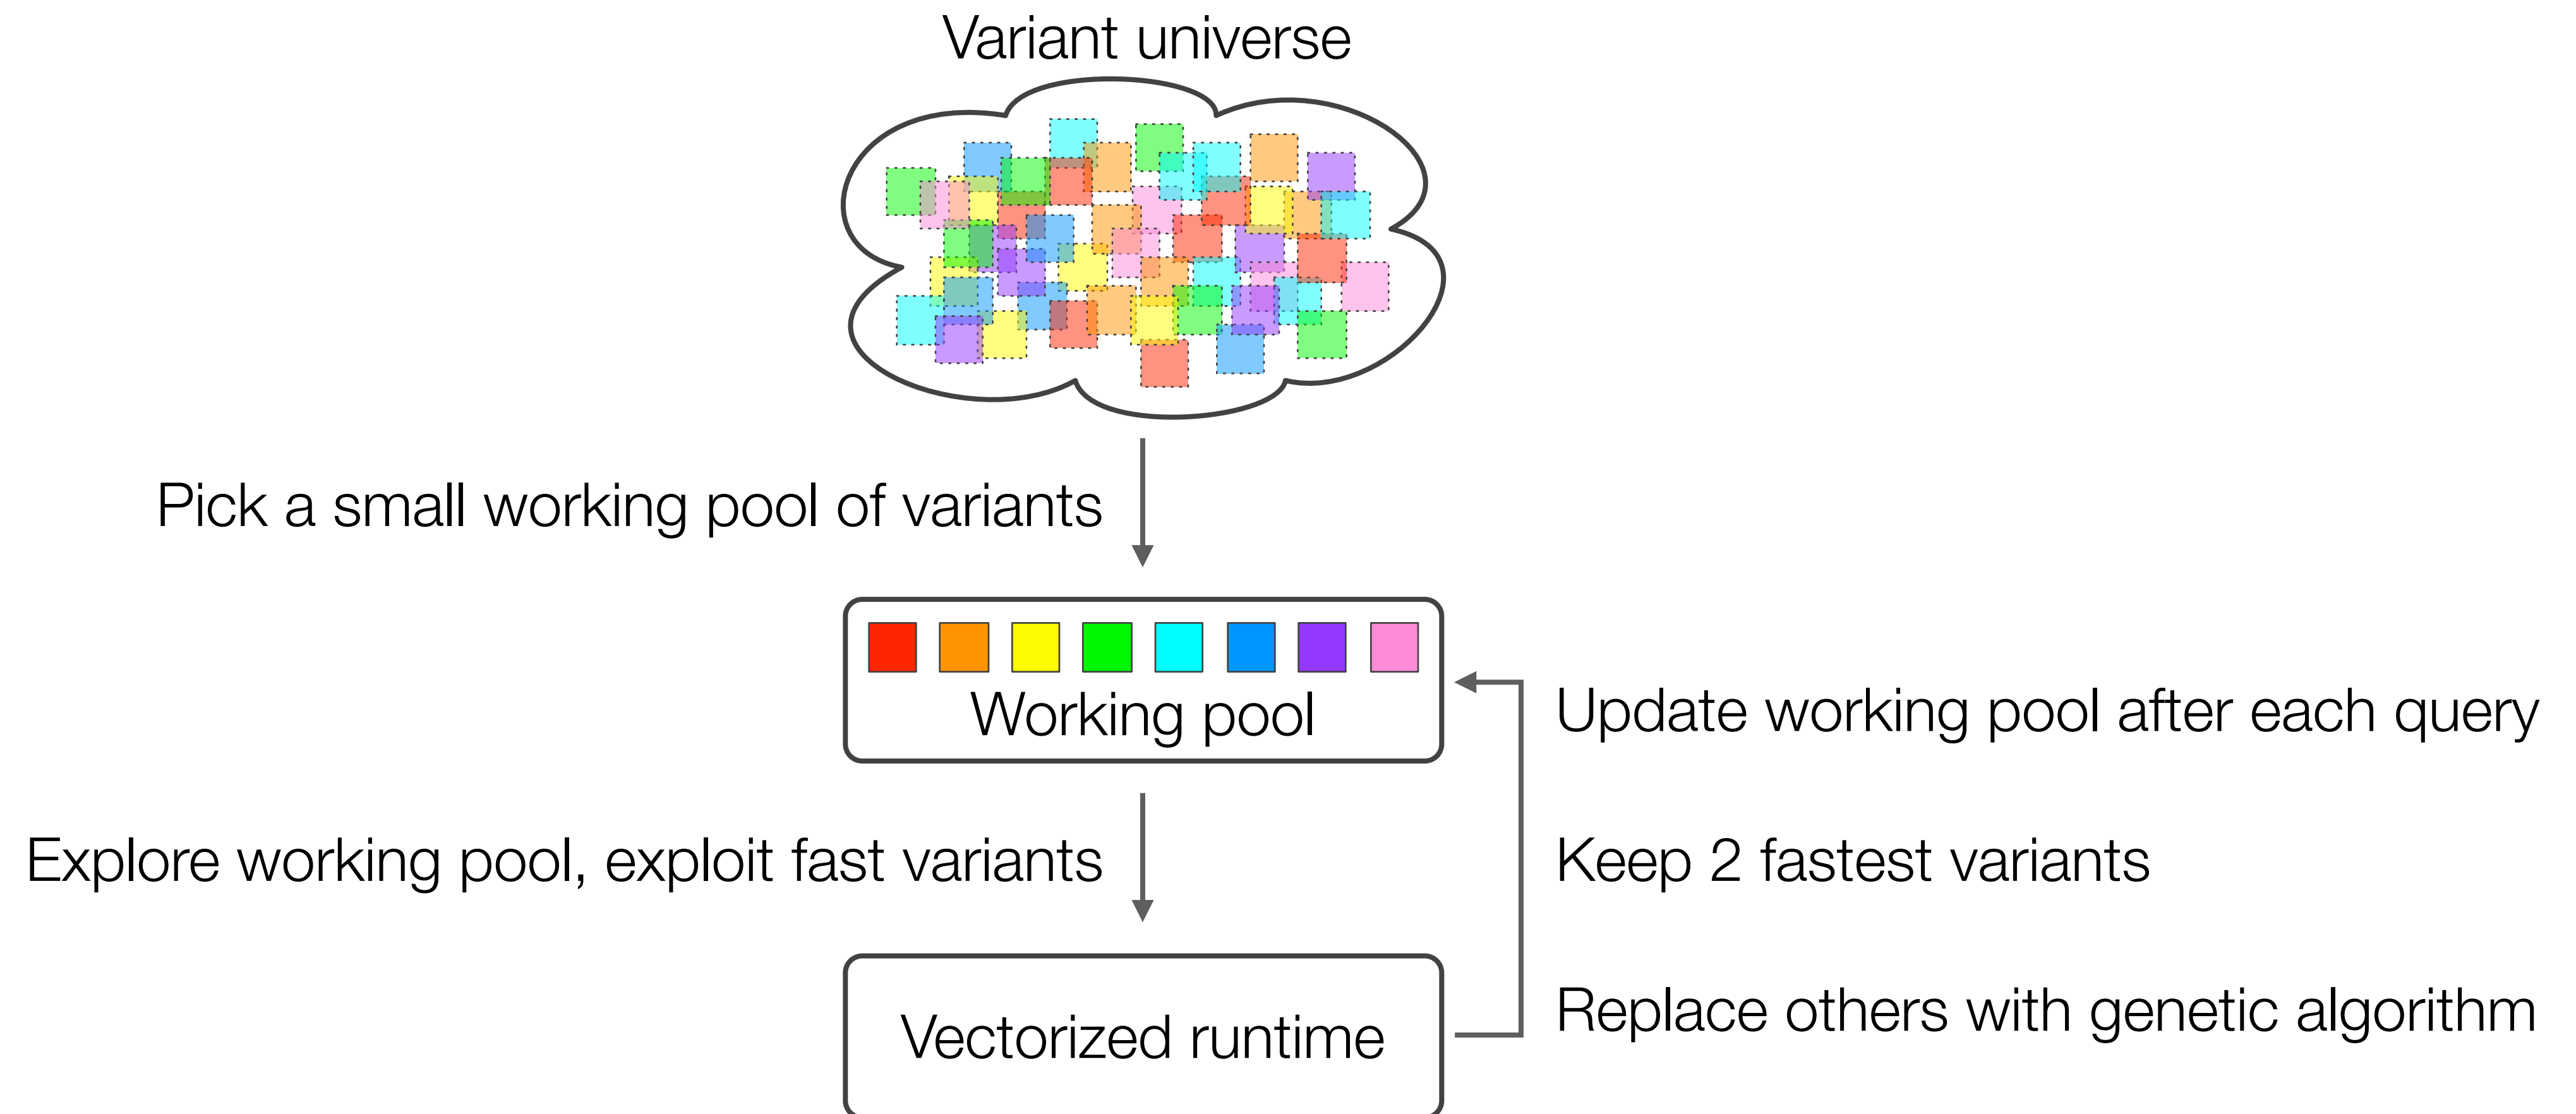 Variant universe
Pick a small working pool of variants
Working pool
Update working pool after each query
Explore working pool, exploit fast variants
Keep 2 fastest variants
Replace others with genetic algorithm
Vectorized runtime